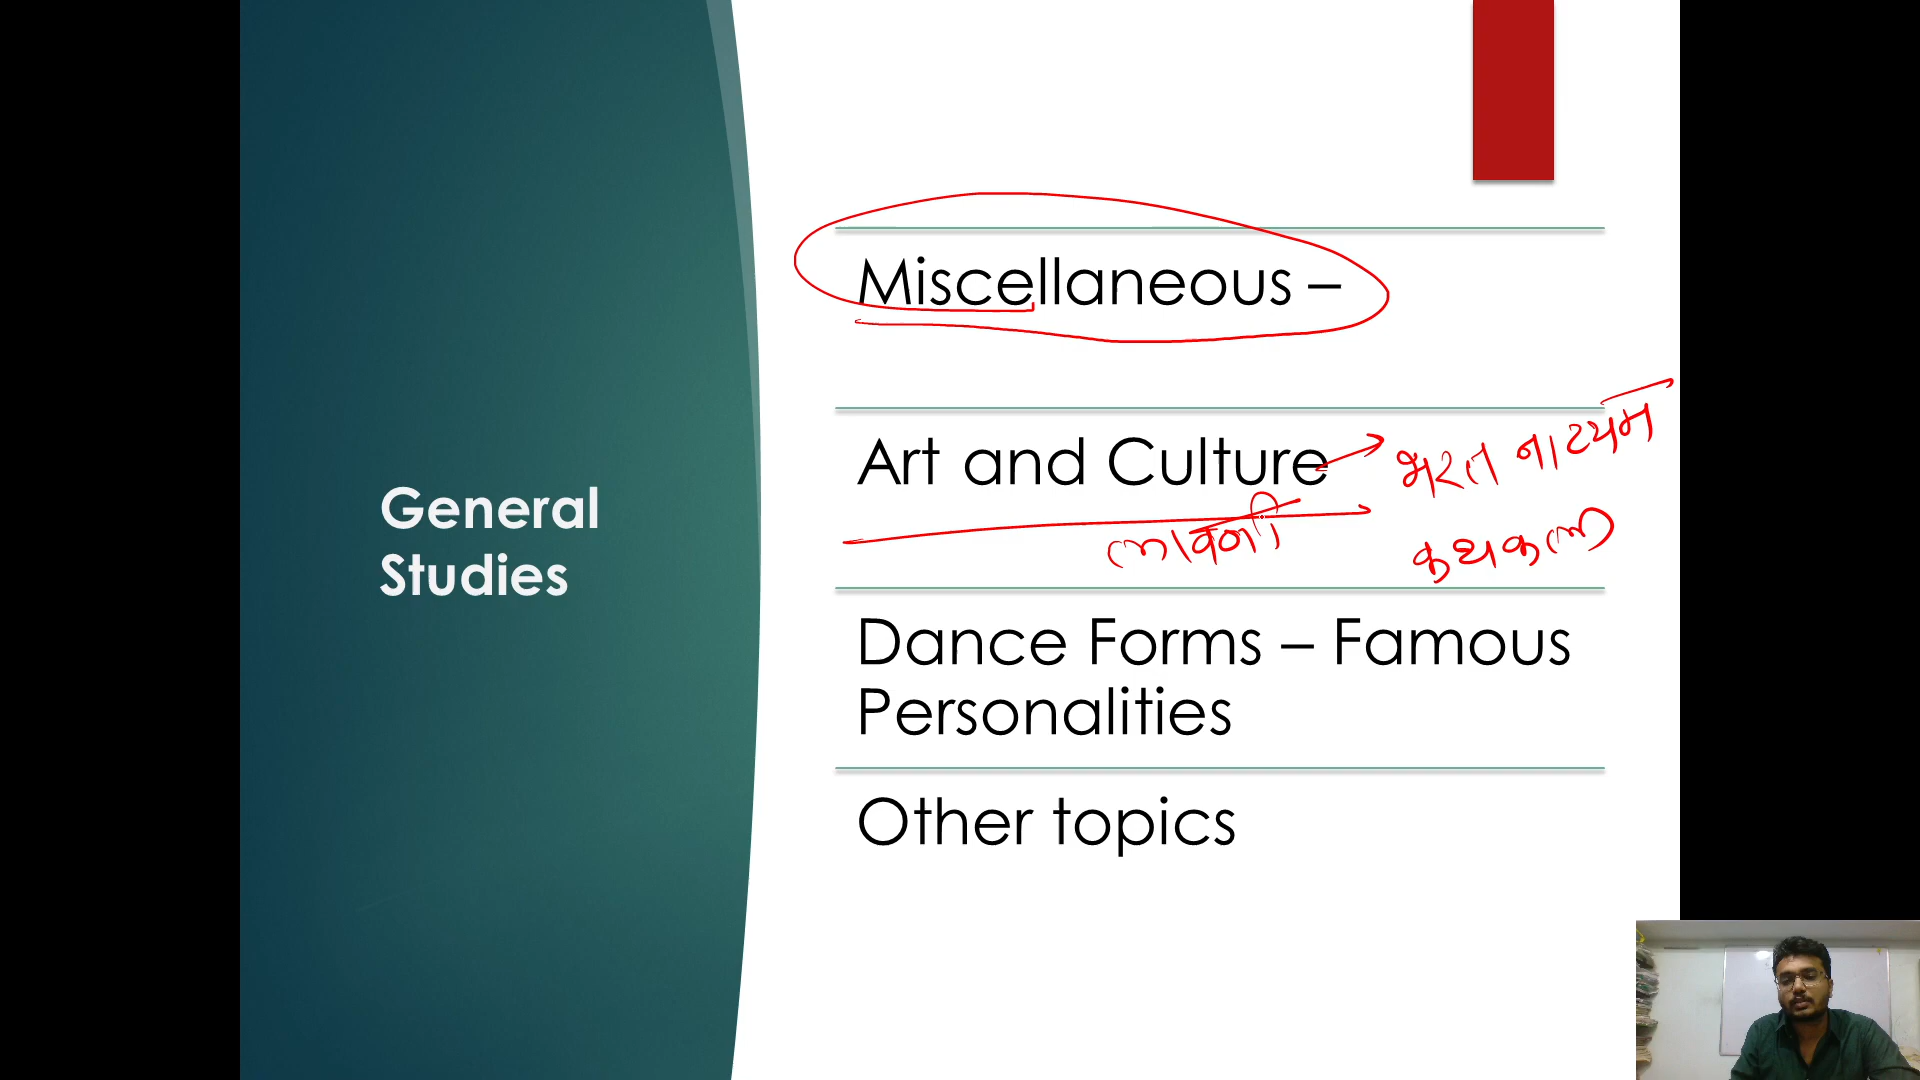 General
Studies
Miscellaneous –
Art and Culture
भरत नाट्यम
लावणी
कथकली
Dance Forms – Famous
Personalities
Other topics